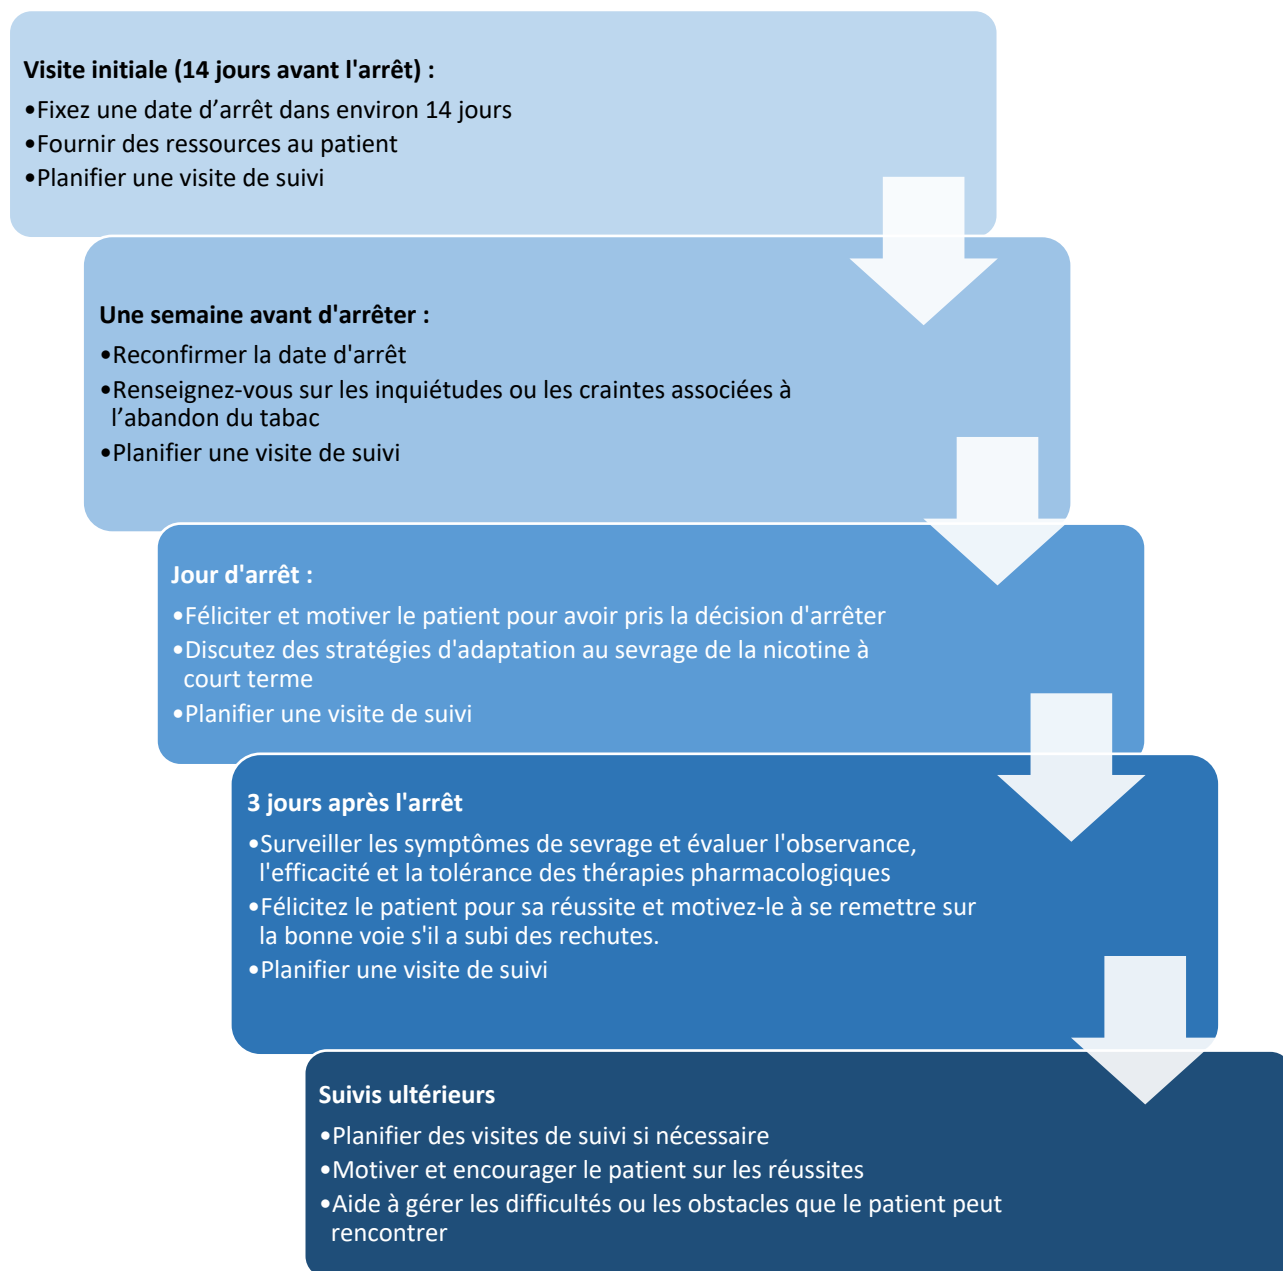 Visite initiale (14 jours avant l'arrêt) :
•Fixez une date d’arrêt dans environ 14 jours
•Fournir des ressources au patient
•Planifier une visite de suivi
Une semaine avant d'arrêter :
•Reconfirmer la date d'arrêt
•Renseignez-vous sur les inquiétudes ou les craintes associées à
l’abandon du tabac
•Planifier une visite de suivi
Jour d'arrêt :
•Féliciter et motiver le patient pour avoir pris la décision d'arrêter
•Discutez des stratégies d'adaptation au sevrage de la nicotine à
court terme
•Planifier une visite de suivi
3 jours après l'arrêt
•Surveiller les symptômes de sevrage et évaluer l'observance,
l'efficacité et la tolérance des thérapies pharmacologiques
•Félicitez le patient pour sa réussite et motivez-le à se remettre sur
la bonne voie s'il a subi des rechutes.
•Planifier une visite de suivi
Suivis ultérieurs
•Planifier des visites de suivi si nécessaire
•Motiver et encourager le patient sur les réussites
•Aide à gérer les difficultés ou les obstacles que le patient peut
rencontrer